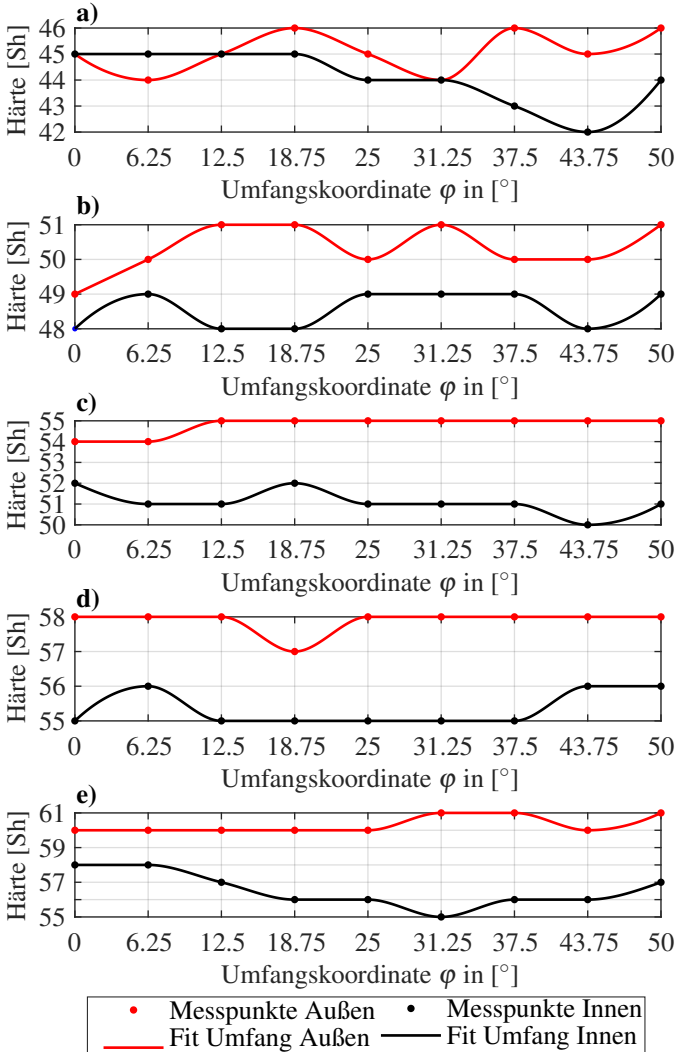 a)
46
45
44
43
42
Härte [Sh]
0 6.25 12.5 18.75 25 31.25 37.5 43.75 50
Umfangskoordinate φ in [°]
b)
51
50
49
48
Härte [Sh]
0 6.25 12.5 18.75 25 31.25 37.5 43.75 50
Umfangskoordinate φ in [°]
c)
55
54
53
52
51
50
Härte [Sh]
0 6.25 12.5 18.75 25 31.25 37.5 43.75 50
Umfangskoordinate φ in [°]
d)
58
57
56
55
Härte [Sh]
0 6.25 12.5 18.75 25 31.25 37.5 43.75 50
Umfangskoordinate φ in [°]
e)
61
59
57
55
Härte [Sh]
0 6.25 12.5 18.75 25 31.25 37.5 43.75 50
Umfangskoordinate φ in [°]
Messpunkte Außen Messpunkte Innen
Fit Umfang Außen Fit Umfang Innen